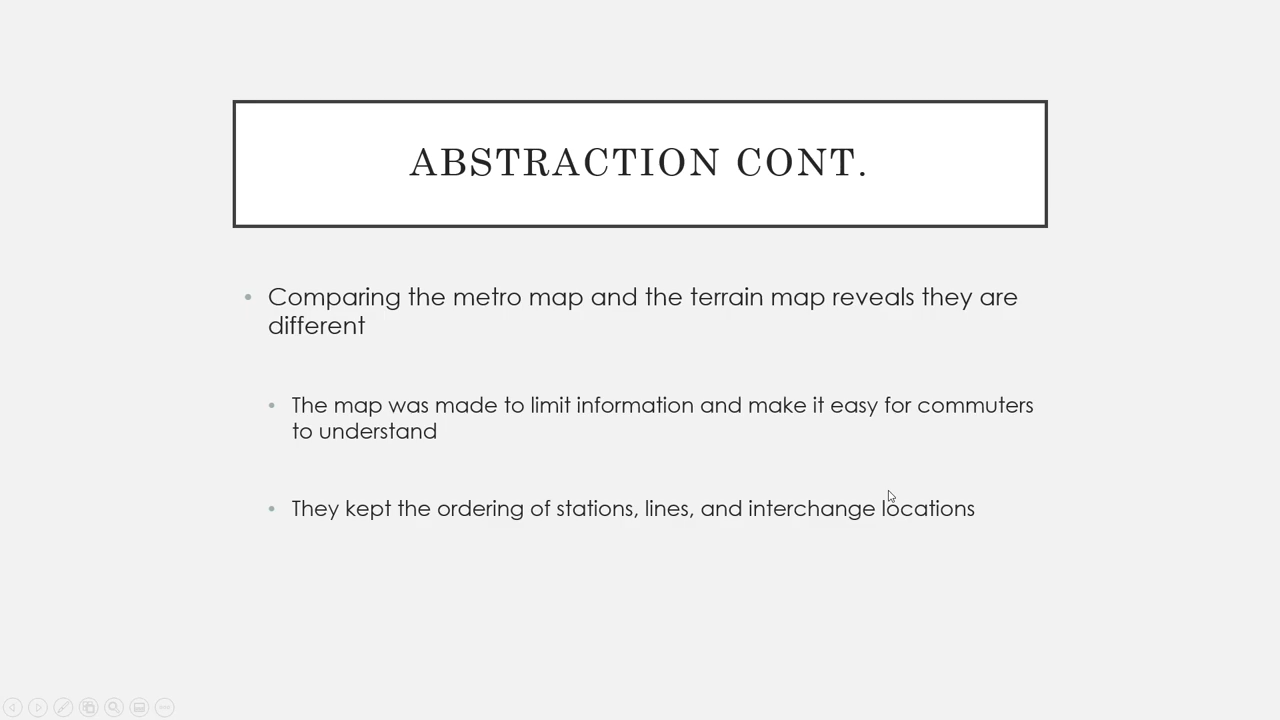 ABSTRACTION CONT.
• Comparing the metro map and the terrain map reveals they are
different
• The map was made to limit information and make it easy for commuters
to understand
• They kept the ordering of stations, lines, and interchange locations